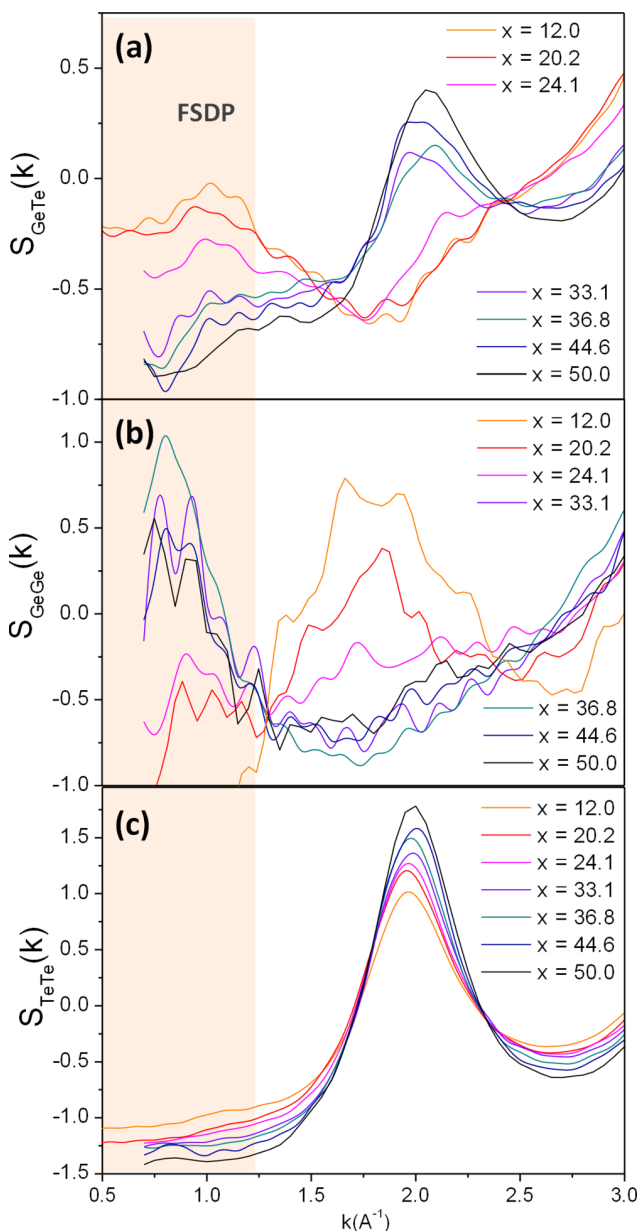 (a)
x = 12.0
x = 20.2
x = 24.1
FSDP
0.5
0.0
-0.5
-1.0
S_GeTe(k)
x = 33.1
x = 36.8
x = 44.6
x = 50.0
(b)
x = 12.0
x = 20.2
x = 24.1
x = 33.1
1.0
0.5
0.0
-0.5
-1.0
S_GeGe(k)
x = 36.8
x = 44.6
x = 50.0
(c)
x = 12.0
x = 20.2
x = 24.1
x = 33.1
x = 36.8
x = 44.6
x = 50.0
1.5
1.0
0.5
0.0
-0.5
-1.0
-1.5
S_TeTe(k)
0.5 1.0 1.5 2.0 2.5 3.0
k(A⁻¹)